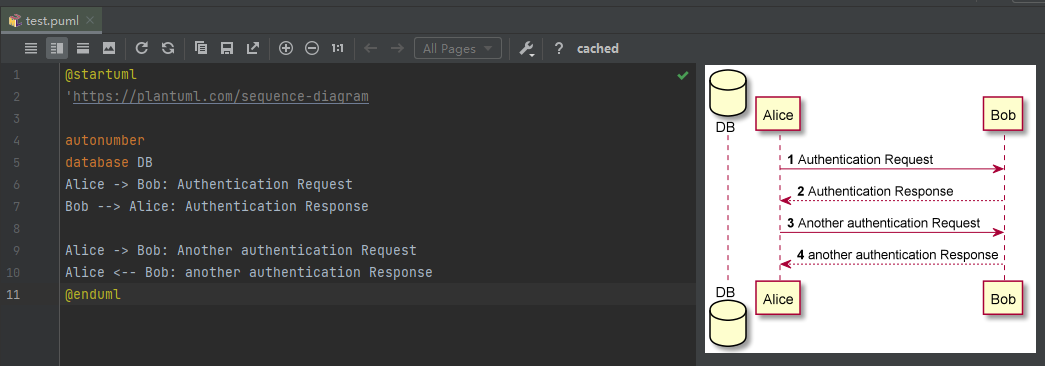 test.puml
1:1
All Pages
?
cached
1 @startuml
2 'https://plantuml.com/sequence-diagram
3
4 autonumber
5 database DB
6 Alice -> Bob: Authentication Request
7 Bob --> Alice: Authentication Response
8
9 Alice -> Bob: Another authentication Request
10 Alice <-- Bob: another authentication Response
11 @enduml
DB
Alice
Bob
1 Authentication Request
2 Authentication Response
3 Another authentication Request
4 another authentication Response
DB
Alice
Bob